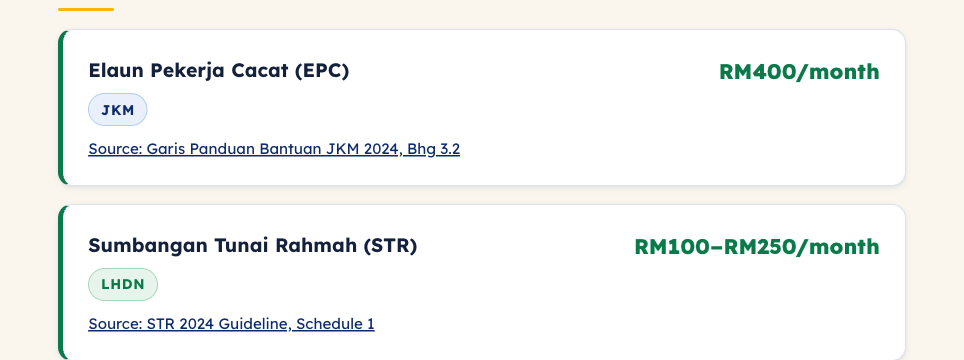 Elaun Pekerja Cacat (EPC)
RM400/month
JKM
Source: Garis Panduan Bantuan JKM 2024, Bhg 3.2
Sumbangan Tunai Rahmah (STR)
RM100–RM250/month
LHDN
Source: STR 2024 Guideline, Schedule 1